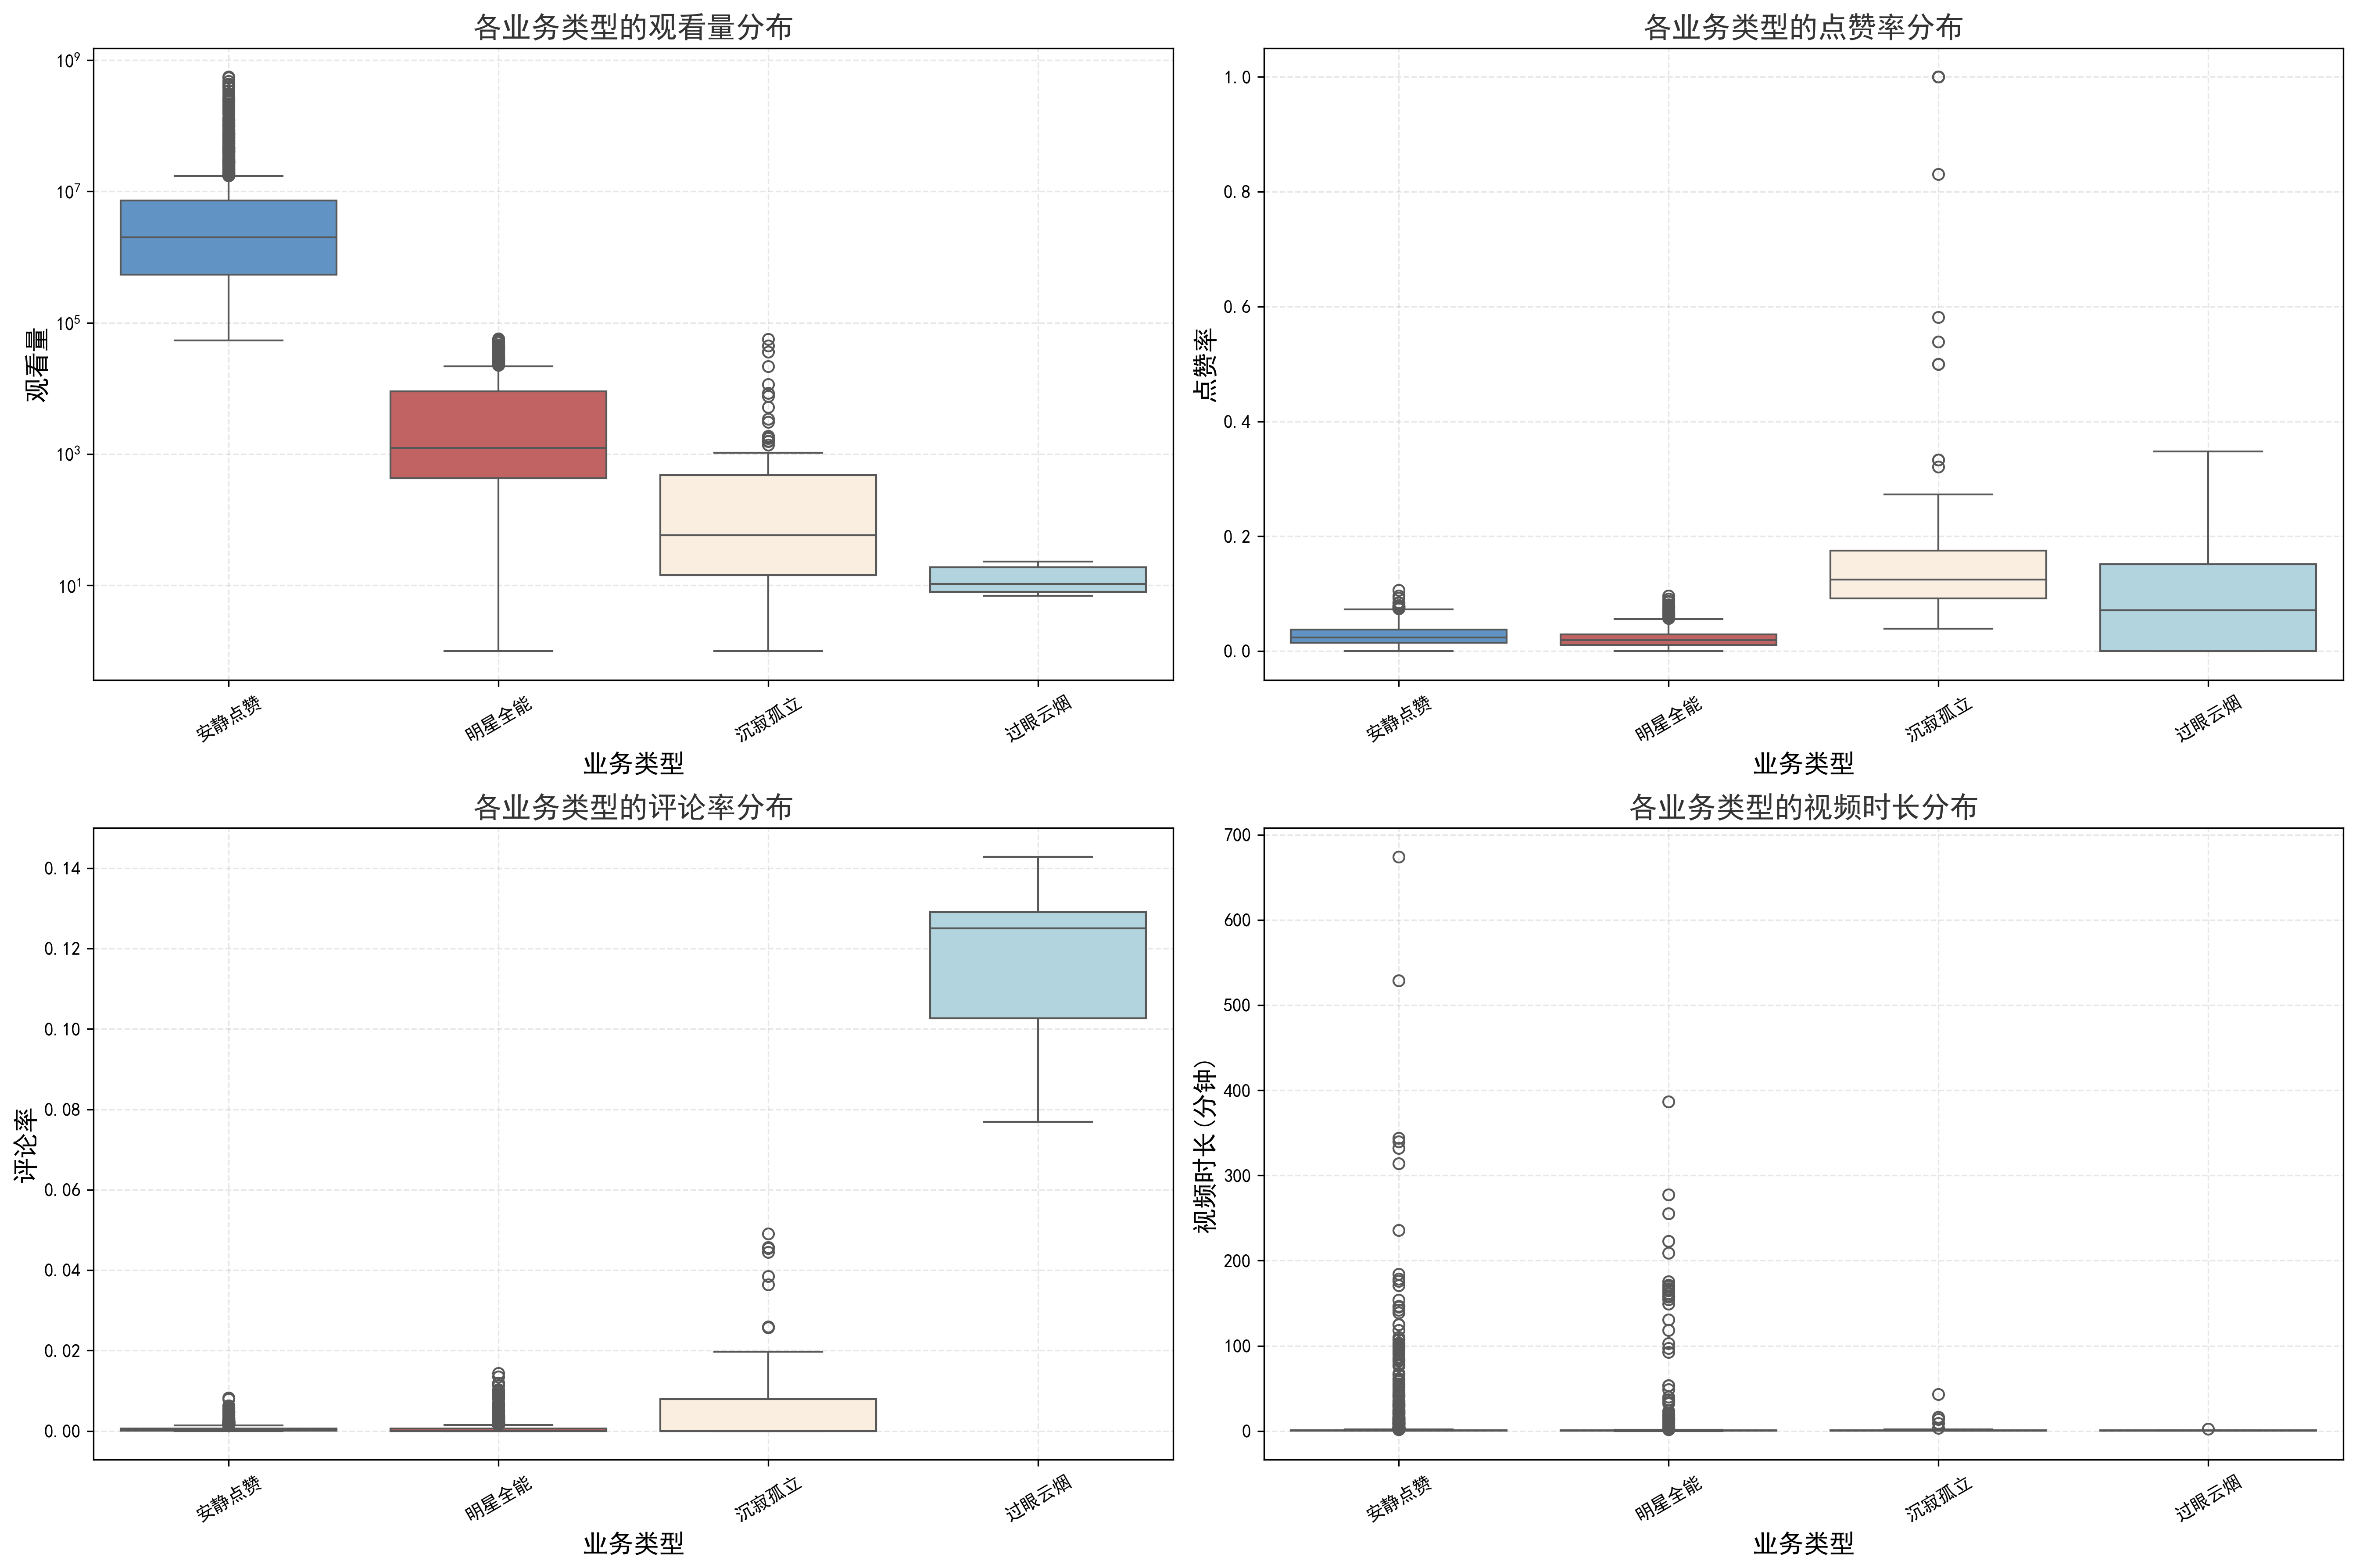 各业务类型的观看量分布
观看量
10^9
10^7
10^5
10^3
10^1
安静点赞
明星全能
沉寂孤立
过眼云烟
业务类型
各业务类型的点赞率分布
点赞率
1.0
0.8
0.6
0.4
0.2
0.0
安静点赞
明星全能
沉寂孤立
过眼云烟
业务类型
各业务类型的评论率分布
评论率
0.14
0.12
0.10
0.08
0.06
0.04
0.02
0.00
安静点赞
明星全能
沉寂孤立
过眼云烟
业务类型
各业务类型的视频时长分布
视频时长(分钟)
700
600
500
400
300
200
100
0
安静点赞
明星全能
沉寂孤立
过眼云烟
业务类型